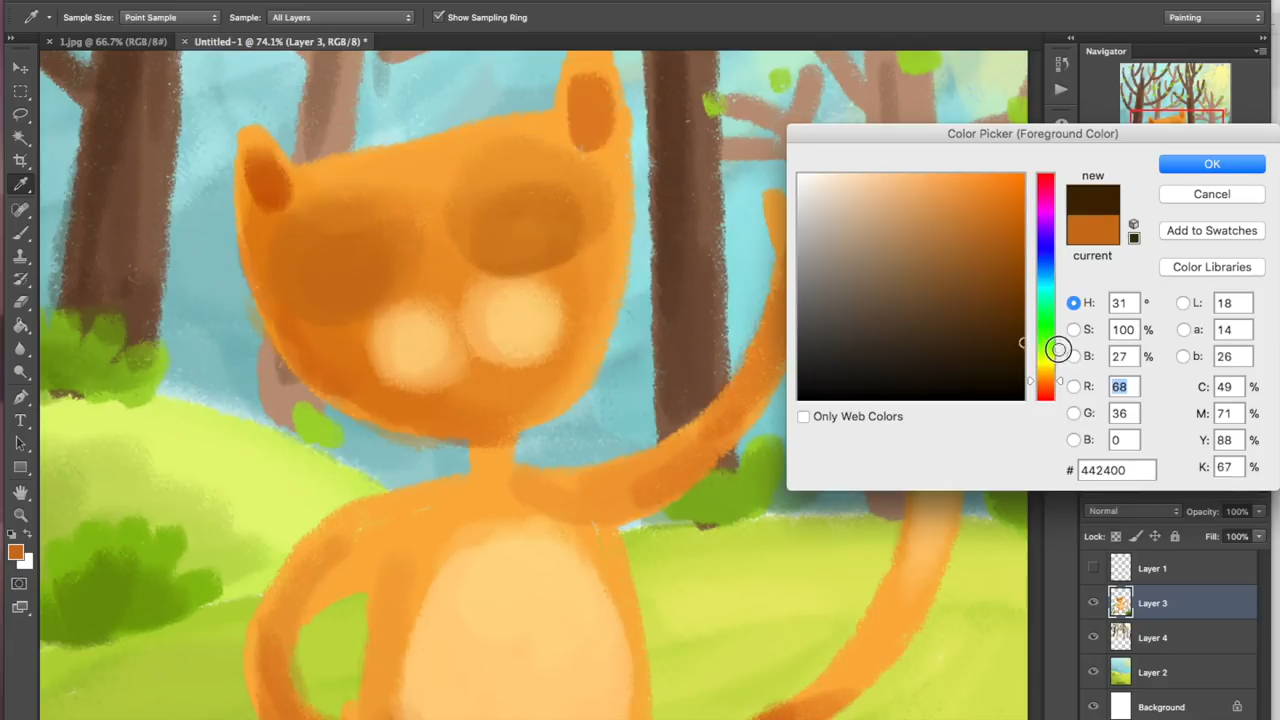 Sample Size: Point Sample Sample: All Layers Show Sampling Ring Painting
× 1.jpg @ 66.7% (RGB/8#) × Untitled-1 @ 74.1% (Layer 3, RGB/8) *
Navigator
Color Picker (Foreground Color)
new
current
OK
Cancel
Add to Swatches
Color Libraries
H: 31 °
S: 100 %
B: 27 %
R: 68
G: 36
B: 0
# 442400
L: 18
a: 14
b: 26
C: 49 %
M: 71 %
Y: 88 %
K: 67 %
Only Web Colors
Normal Opacity: 100%
Lock: Fill: 100%
Layer 1
Layer 3
Layer 4
Layer 2
Background